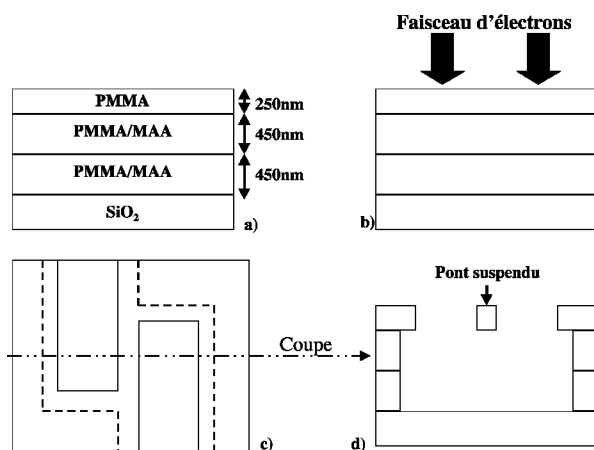 Faisceau d'électrons
PMMA
250nm
PMMA/MAA
450nm
PMMA/MAA
450nm
SiO₂
a)
b)
Pont suspendu
Coupe
c)
d)